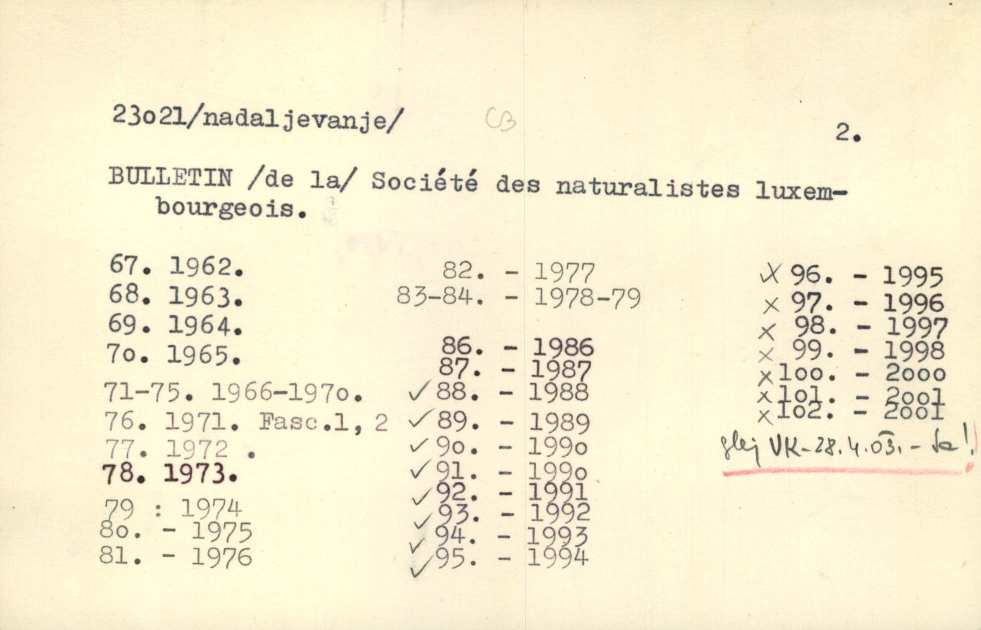 23o21/nadaljevanje/ CB
2.
BULLETIN /de la/ Société des naturalistes luxem-
bourgeois.
67. 1962.
68. 1963.
69. 1964.
7o. 1965.
71-75. 1966-197o.
76. 1971. Fasc.1, 2
77. 1972 .
78. 1973.
79 : 1974
8o. - 1975
81. - 1976
82. - 1977
83-84. - 1978-79
86. - 1986
87. - 1987
✓ 88. - 1988
✓ 89. - 1989
✓ 9o. - 199o
✓ 91. - 199o
✓ 92. - 1991
✓ 93. - 1992
✓ 94. - 1993
✓ 95. - 1994
x 96. - 1995
x 97. - 1996
x 98. - 1997
x 99. - 1998
x 1oo. - 2ooo
x 1o1. - 2oo1
x 1o2. - 2oo1
glej VK-28.4.03.-